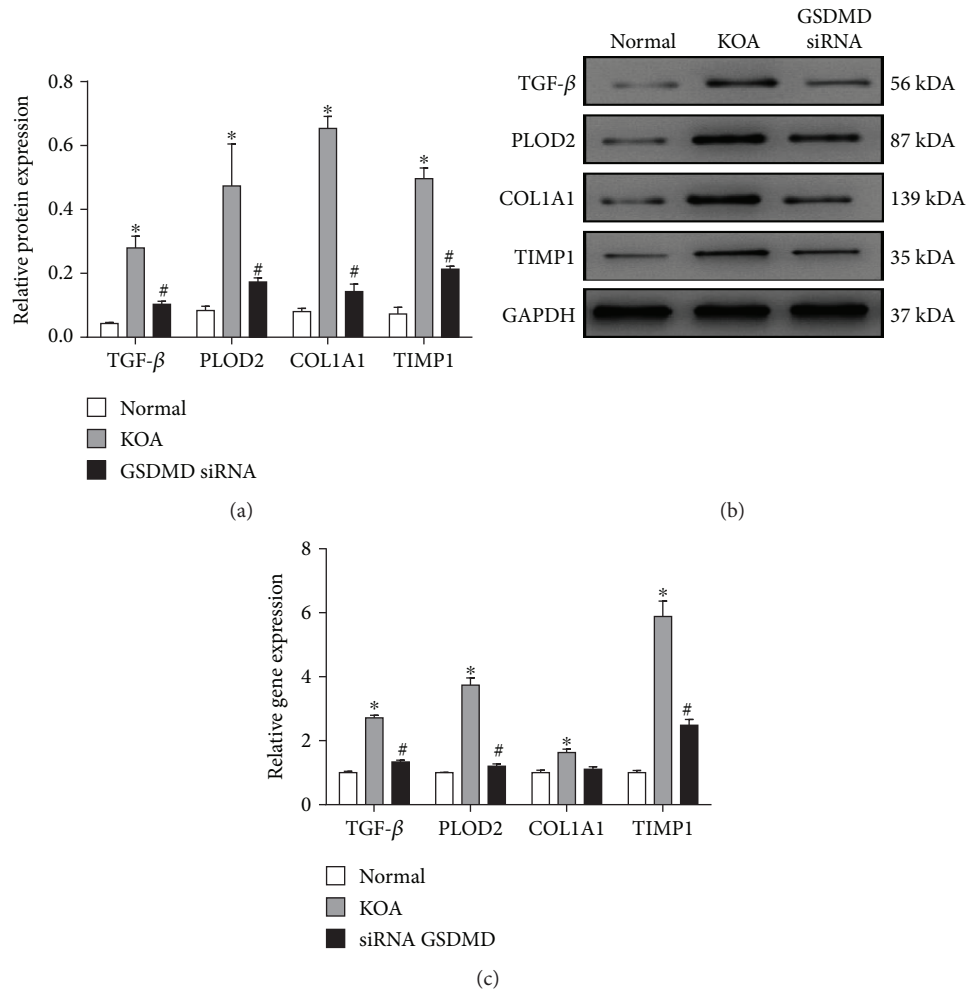 Relative protein expression
0.8
0.6
0.4
0.2
0.0
* # * # * # * #
TGF-β PLOD2 COL1A1 TIMP1
Normal
KOA
GSDMD siRNA
(a)
Normal KOA GSDMD
siRNA
TGF-β 56 kDA
PLOD2 87 kDA
COL1A1 139 kDA
TIMP1 35 kDA
GAPDH 37 kDA
(b)
Relative gene expression
8
6
4
2
0
* # * # * * #
TGF-β PLOD2 COL1A1 TIMP1
Normal
KOA
siRNA GSDMD
(c)